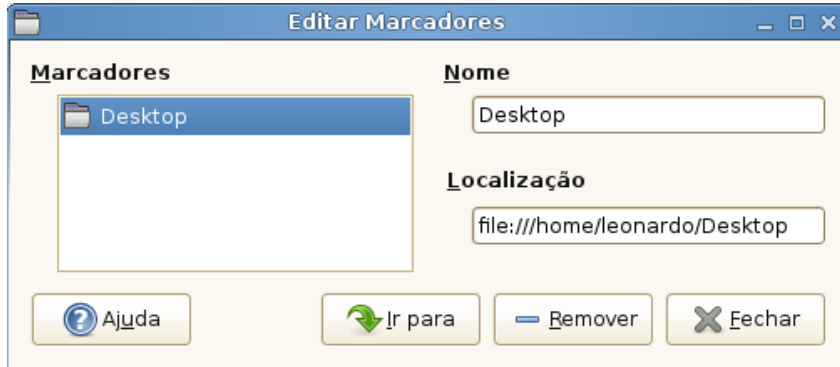 Editar Marcadores
Marcadores
Desktop
Nome
Desktop
Localização
file:///home/leonardo/Desktop
Ajuda
Ir para
Remover
Fechar